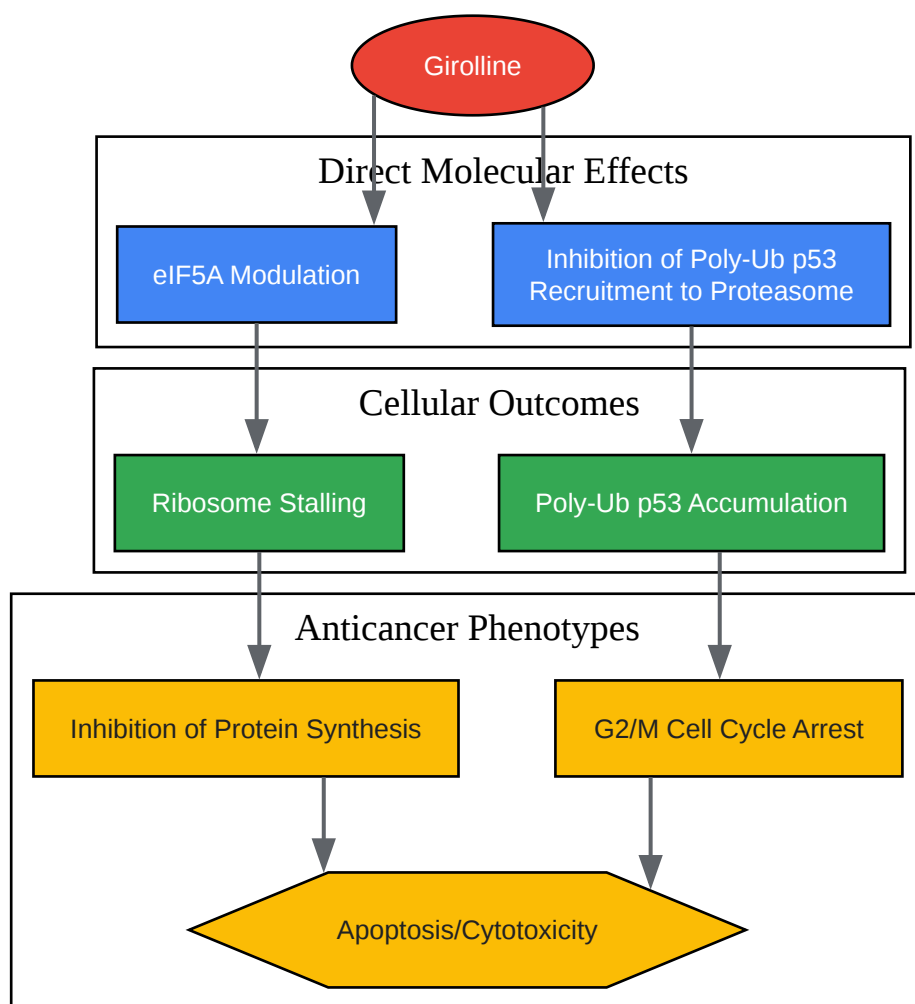 Girolline
Direct Molecular Effects
eIF5A Modulation
Inhibition of Poly-Ub p53
Recruitment to Proteasome
Cellular Outcomes
Ribosome Stalling
Poly-Ub p53 Accumulation
Anticancer Phenotypes
Inhibition of Protein Synthesis
G2/M Cell Cycle Arrest
Apoptosis/Cytotoxicity